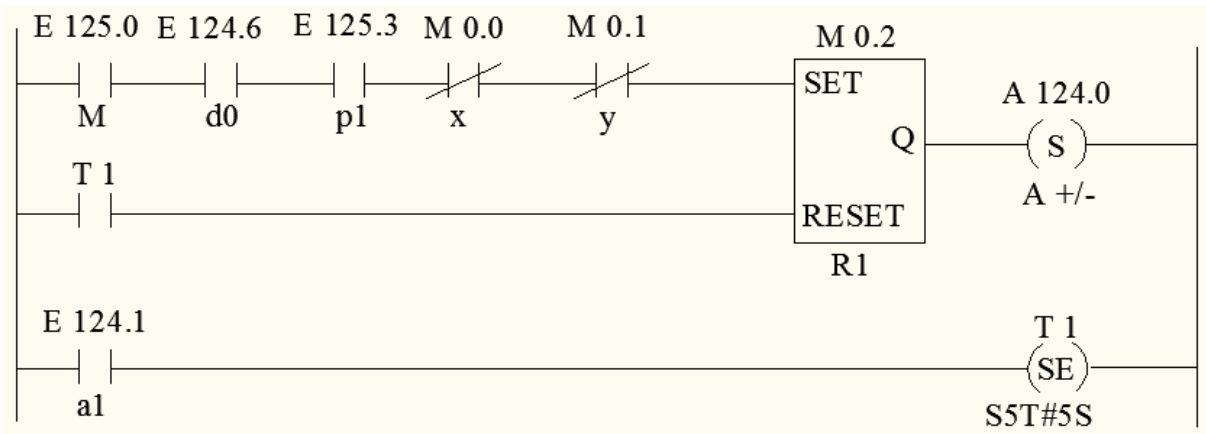 E 125.0 E 124.6 E 125.3 M 0.0 M 0.1
M 0.2
SET
M d0 p1 x y
A 124.0
Q
S
T 1
A +/-
RESET
R1
E 124.1
T 1
SE
a1
S5T#5S